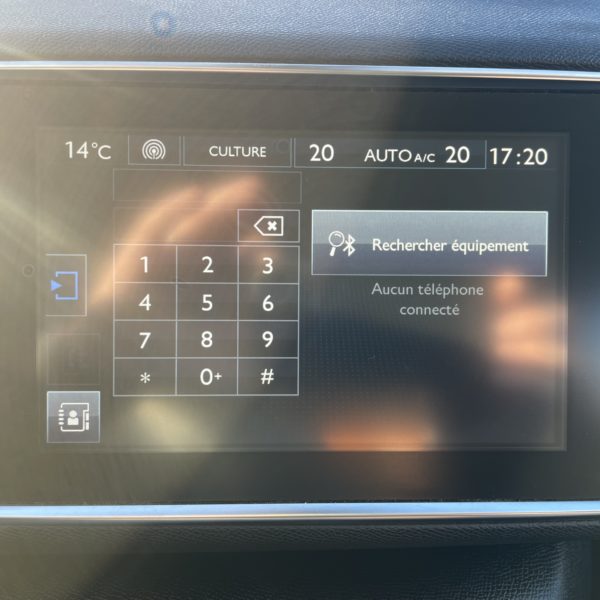 14°C CULTURE 20 AUTO A/C 20 17:20
1 2 3
4 5 6
7 8 9
* 0+ #
Rechercher équipement
Aucun téléphone
connecté